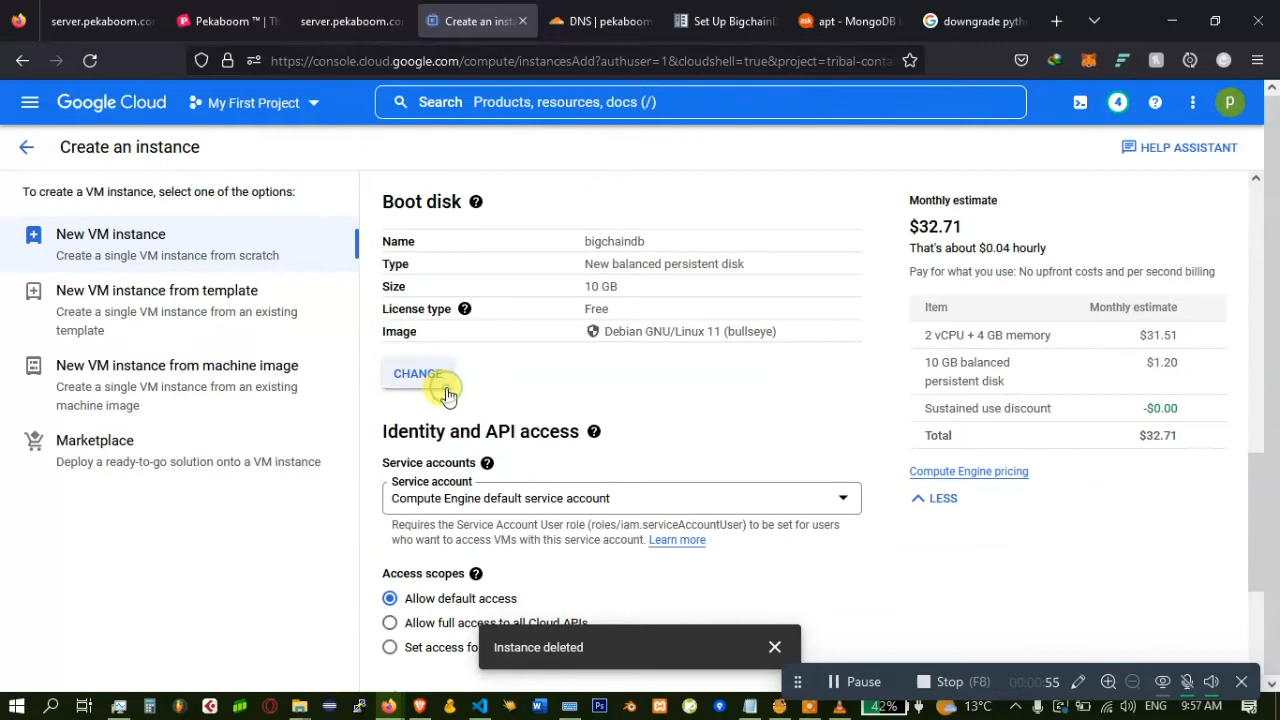 server.pekaboom.co
Pekaboom ™ | Th
server.pekaboom.com
Create an inst
DNS | pekaboom
Set Up BigchainD
apt - MongoDB
downgrade pyth
https://console.cloud.google.com/compute/instancesAdd?authuser=1&cloudshell=true&project=tribal-conta
Google Cloud
My First Project
Search Products, resources, docs (/)
4
p
Create an instance
HELP ASSISTANT
To create a VM instance, select one of the options:
New VM instance
Create a single VM instance from scratch
New VM instance from template
Create a single VM instance from an existing
template
New VM instance from machine image
Create a single VM instance from an existing
machine image
Marketplace
Deploy a ready-to-go solution onto a VM instance
Boot disk
Name bigchaindb
Type New balanced persistent disk
Size 10 GB
License type Free
Image Debian GNU/Linux 11 (bullseye)
CHANGE
Identity and API access
Service accounts
Service account
Compute Engine default service account
Requires the Service Account User role (roles/iam.serviceAccountUser) to be set for users
who want to access VMs with this service account. Learn more
Access scopes
Allow default access
Allow full access to all Cloud APIs
Set access fo
Monthly estimate
$32.71
That's about $0.04 hourly
Pay for what you use: No upfront costs and per second billing
Item Monthly estimate
2 vCPU + 4 GB memory $31.51
10 GB balanced
persistent disk $1.20
Sustained use discount -$0.00
Total $32.71
Compute Engine pricing
LESS
Instance deleted
Pause
Stop (F8)
00:00:55
42%
13°C
ENG
9:57 AM